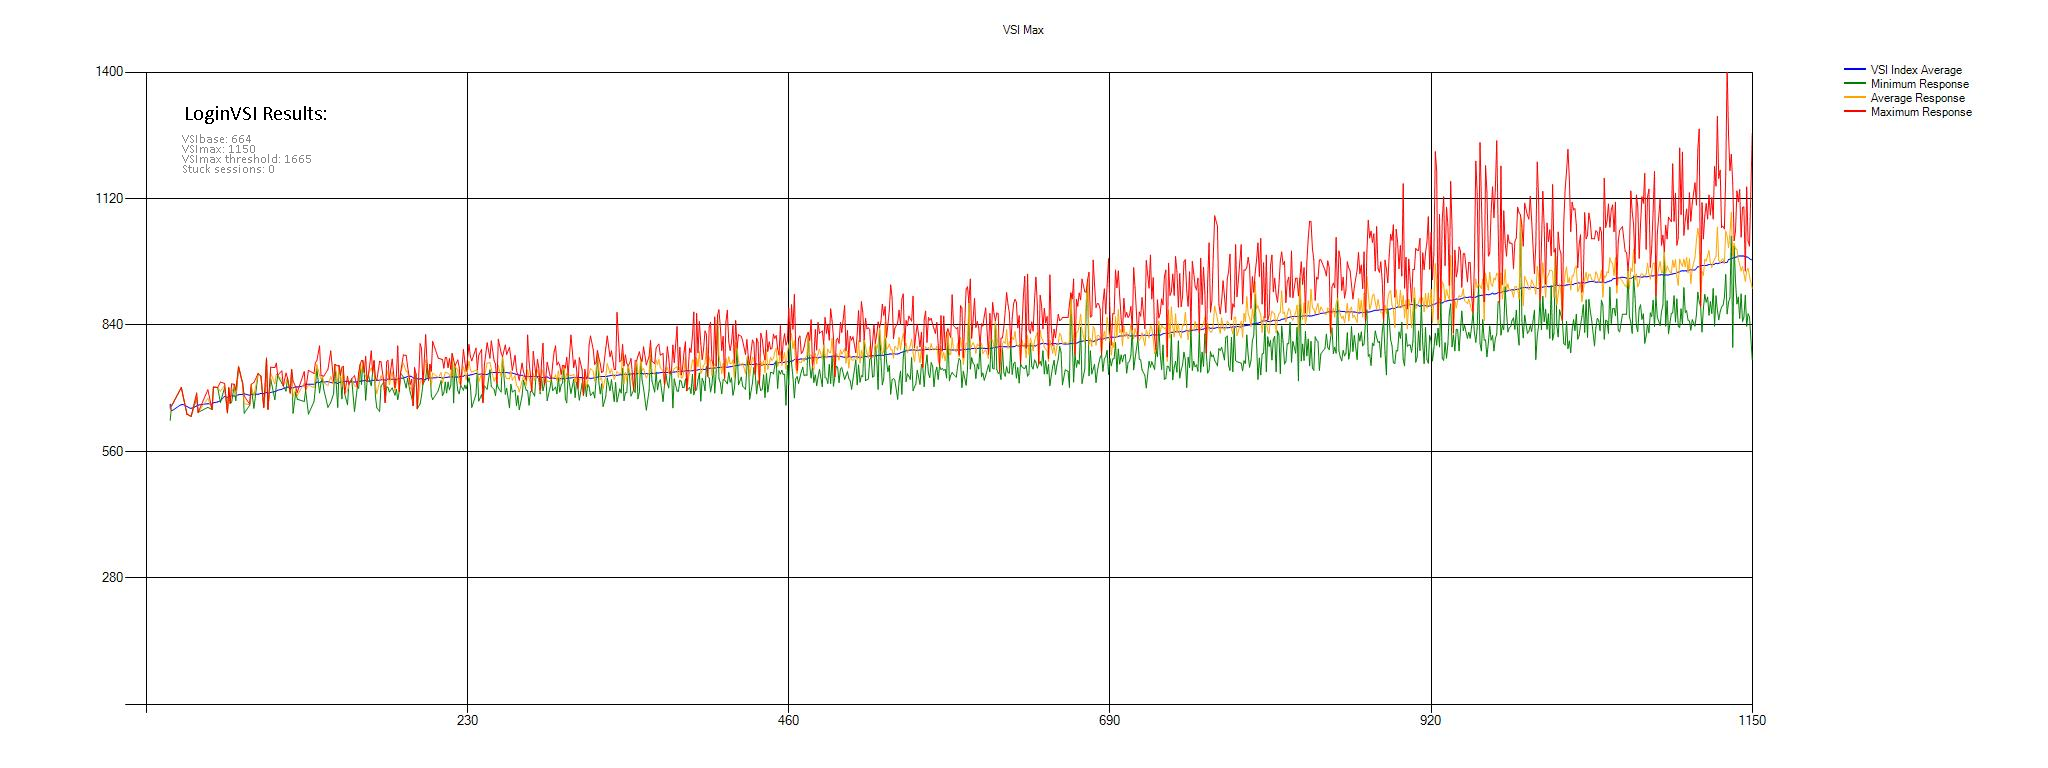 VSI Max
1400
1120
840
560
280
230
460
690
920
1150
LoginVSI Results:
VSIbase: 664
VSImax: 1150
VSImax threshold: 1665
Stuck sessions: 0
VSI Index Average
Minimum Response
Average Response
Maximum Response